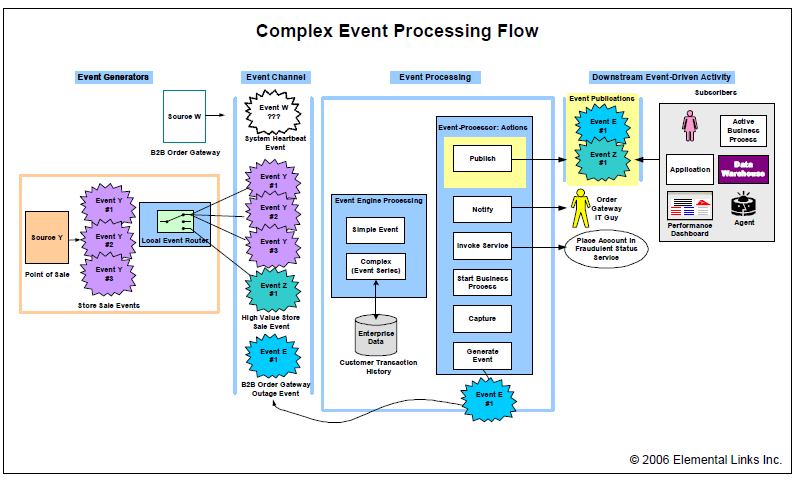 Complex Event Processing Flow
Event Generators
Event Channel
Event Processing
Downstream Event-Driven Activity
Source W
B2B Order Gateway
Event W
???
System Heartbeat
Event
Source Y
Point of Sale
Event Y
#1
Event Y
#2
Event Y
#3
Store Sale Events
Local Event Router
Event Y
#1
Event Y
#2
Event Y
#3
Event Z
#1
High Value Store
Sale Event
Event E
#1
B2B Order Gateway
Outage Event
Event Engine Processing
Simple Event
Complex
(Event Series)
Enterprise
Data
Customer Transaction
History
Event-Processor: Actions
Publish
Notify
Invoke Service
Start Business
Process
Capture
Generate
Event
Event E
#1
Event Publications
Event E
#1
Event Z
#1
Order
Gateway
IT Guy
Place Account in
Fraudulent Status
Service
Subscribers
Active
Business
Process
Application
Data
Warehouse
Performance
Dashboard
Agent
© 2006 Elemental Links Inc.